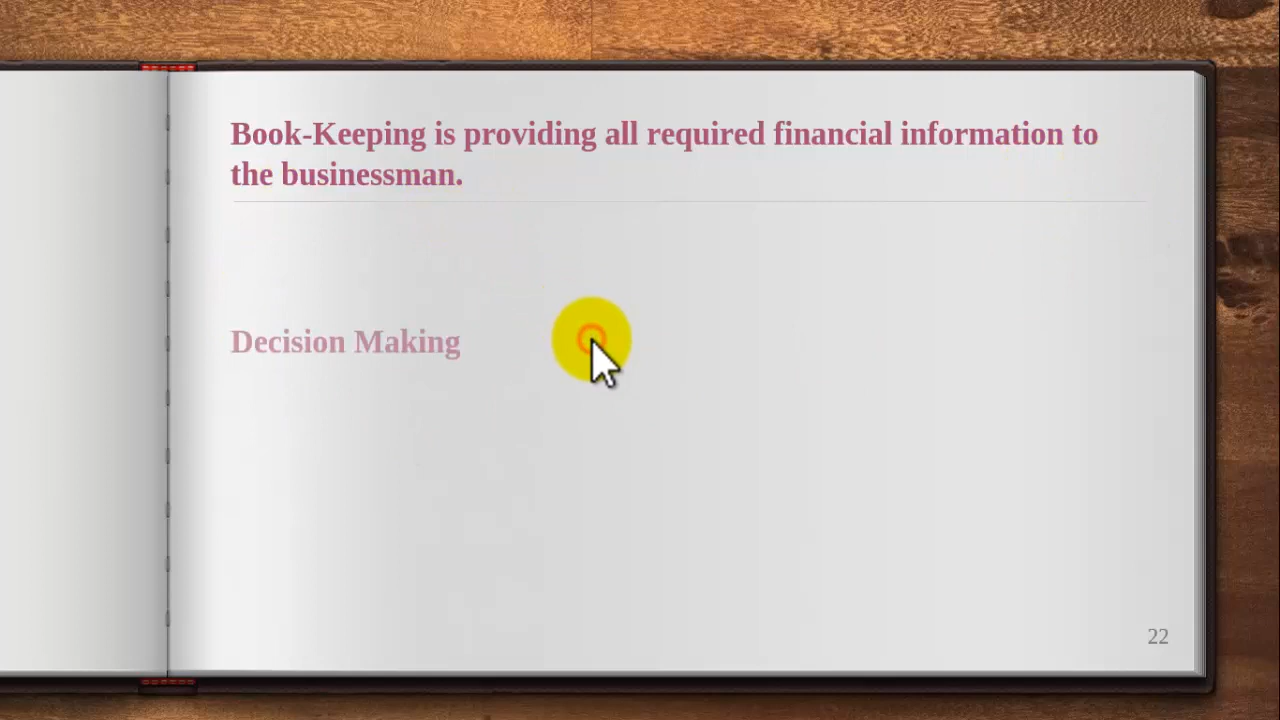 Book-Keeping is providing all required financial information to
the businessman.
Decision Making
22